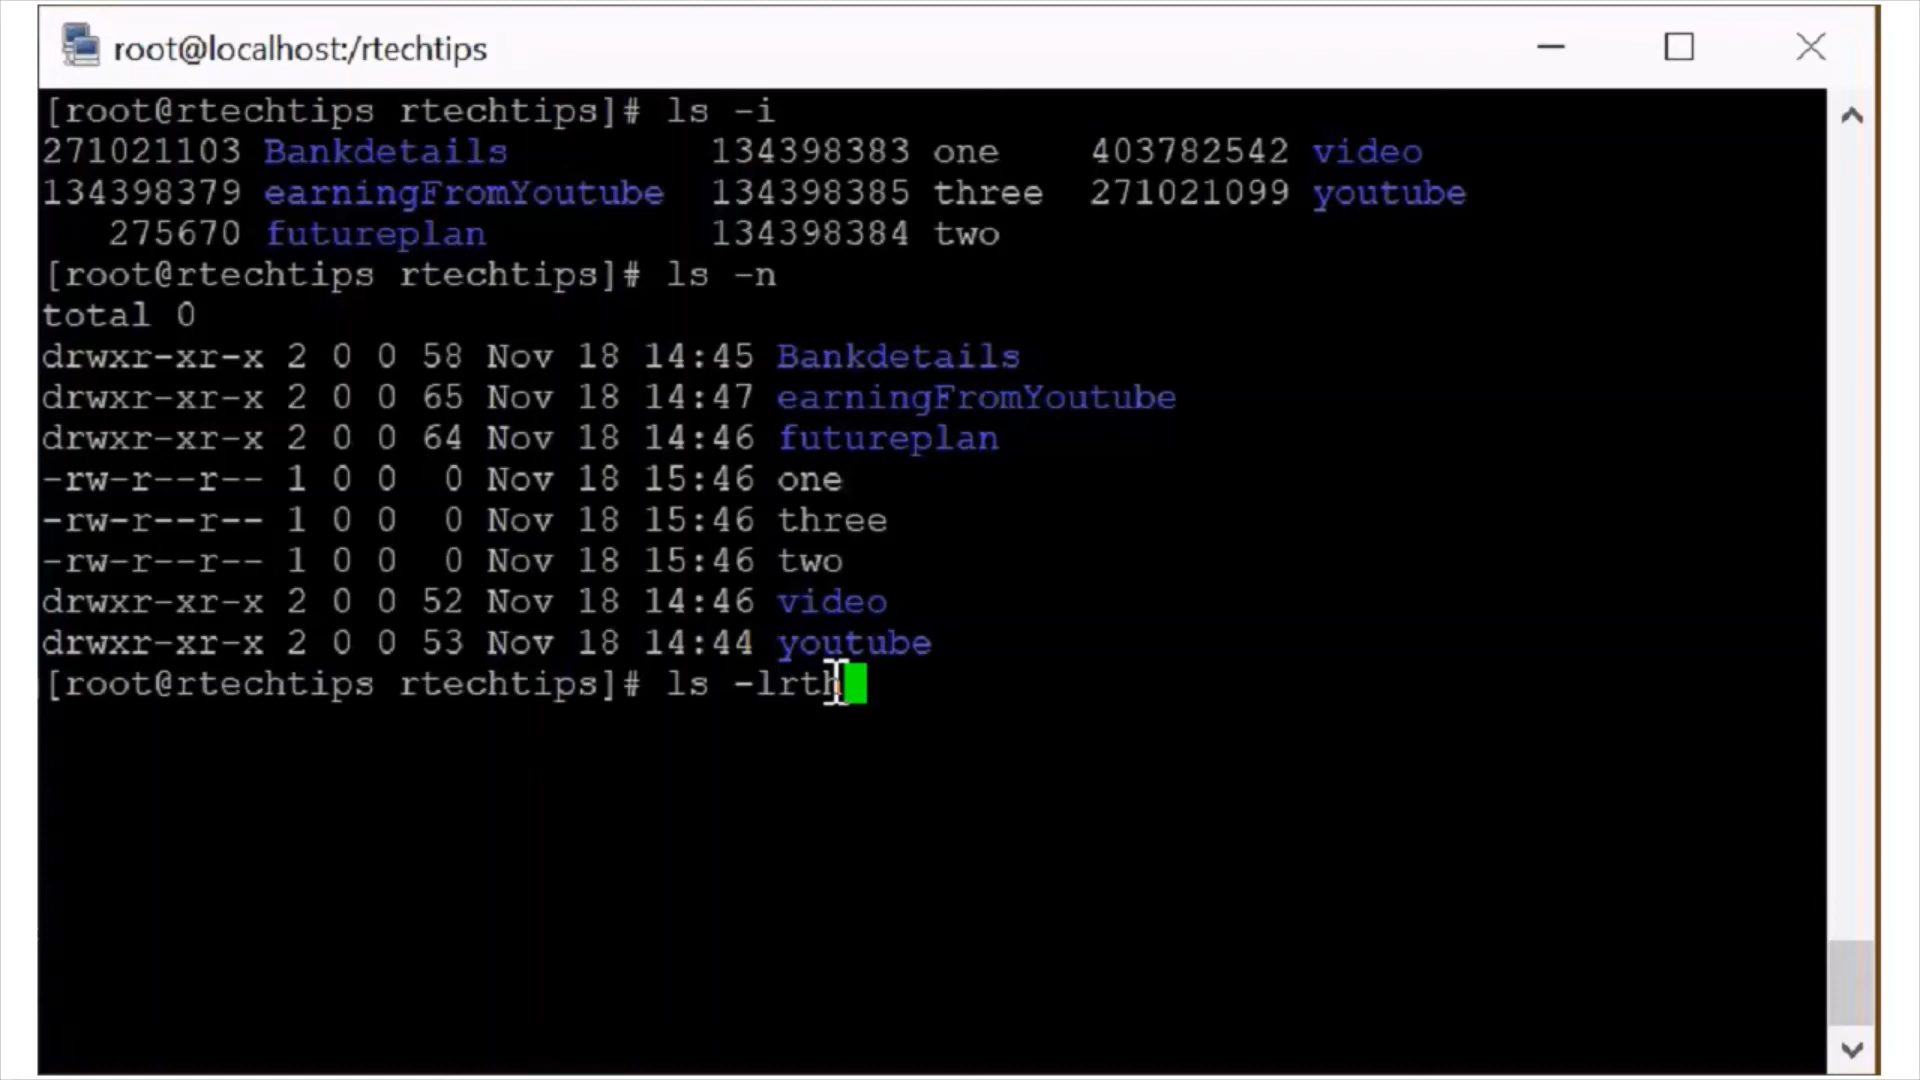 root@localhost:/rtechtips
[root@rtechtips rtechtips]# ls -i
271021103 Bankdetails 134398383 one 403782542 video
134398379 earningFromYoutube 134398385 three 271021099 youtube
275670 futureplan 134398384 two
[root@rtechtips rtechtips]# ls -n
total 0
drwxr-xr-x 2 0 0 58 Nov 18 14:45 Bankdetails
drwxr-xr-x 2 0 0 65 Nov 18 14:47 earningFromYoutube
drwxr-xr-x 2 0 0 64 Nov 18 14:46 futureplan
-rw-r--r-- 1 0 0 0 Nov 18 15:46 one
-rw-r--r-- 1 0 0 0 Nov 18 15:46 three
-rw-r--r-- 1 0 0 0 Nov 18 15:46 two
drwxr-xr-x 2 0 0 52 Nov 18 14:46 video
drwxr-xr-x 2 0 0 53 Nov 18 14:44 youtube
[root@rtechtips rtechtips]# ls -lrth